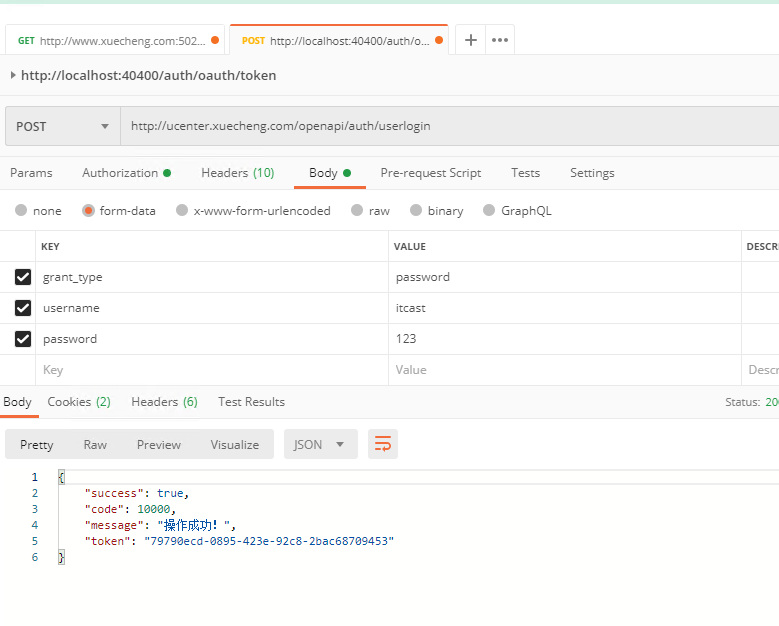 GET http://www.xuecheng.com:502... POST http://localhost:40400/auth/o...
http://localhost:40400/auth/oauth/token
POST http://ucenter.xuecheng.com/openapi/auth/userlogin
Params Authorization Headers (10) Body Pre-request Script Tests Settings
none form-data x-www-form-urlencoded raw binary GraphQL
KEY VALUE DESCR
grant_type password
username itcast
password 123
Key Value Descr
Body Cookies (2) Headers (6) Test Results Status: 20
Pretty Raw Preview Visualize JSON
1 {
2 "success": true,
3 "code": 10000,
4 "message": "操作成功!",
5 "token": "79790ecd-0895-423e-92c8-2bac68709453"
6 }